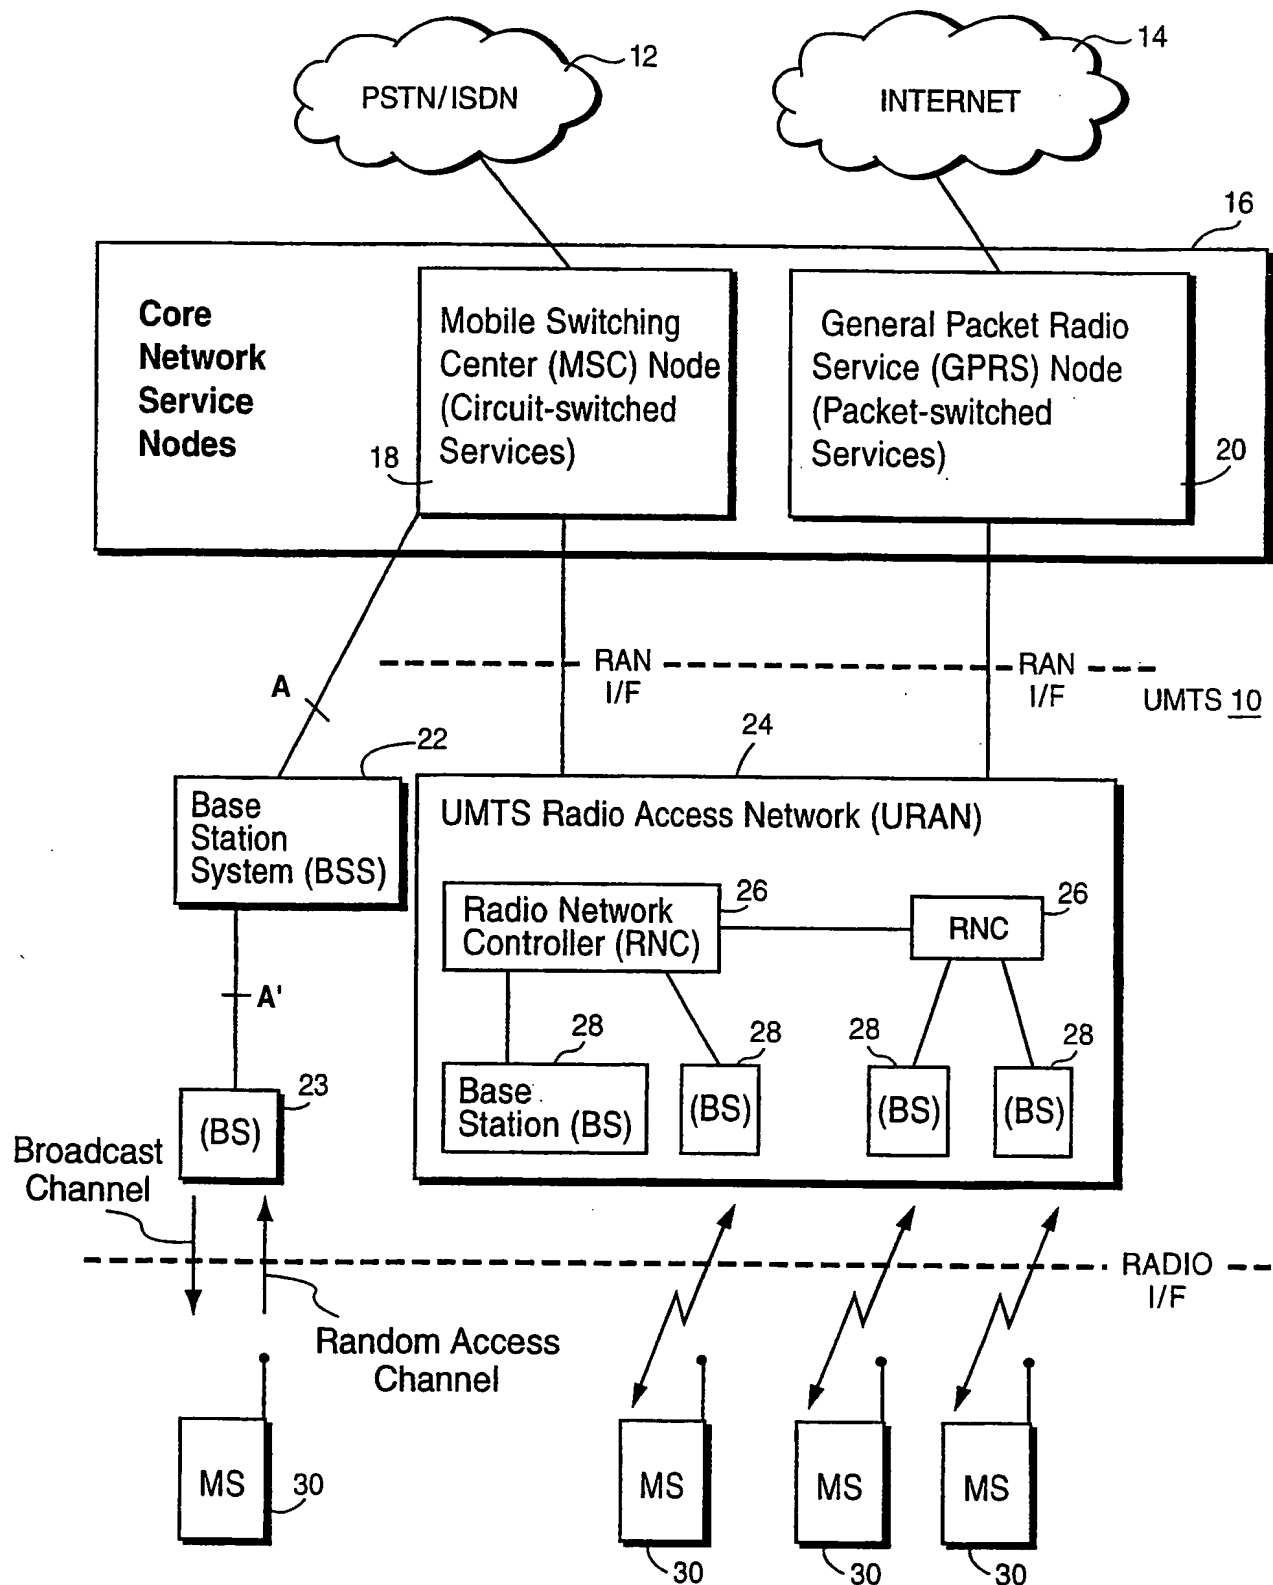 12
PSTN/ISDN
14
INTERNET
16
Core
Network
Service
Nodes
Mobile Switching
Center (MSC) Node
(Circuit-switched
Services)
18
General Packet Radio
Service (GPRS) Node
(Packet-switched
Services)
20
A
RAN
I/F
RAN
I/F
UMTS 10
22
24
Base
Station
System (BSS)
UMTS Radio Access Network (URAN)
Radio Network
Controller (RNC)
26
RNC
26
A'
28
Base
Station (BS)
28
(BS)
28
(BS)
28
(BS)
23
(BS)
Broadcast
Channel
RADIO
I/F
Random Access
Channel
MS
30
MS
30
MS
30
MS
30